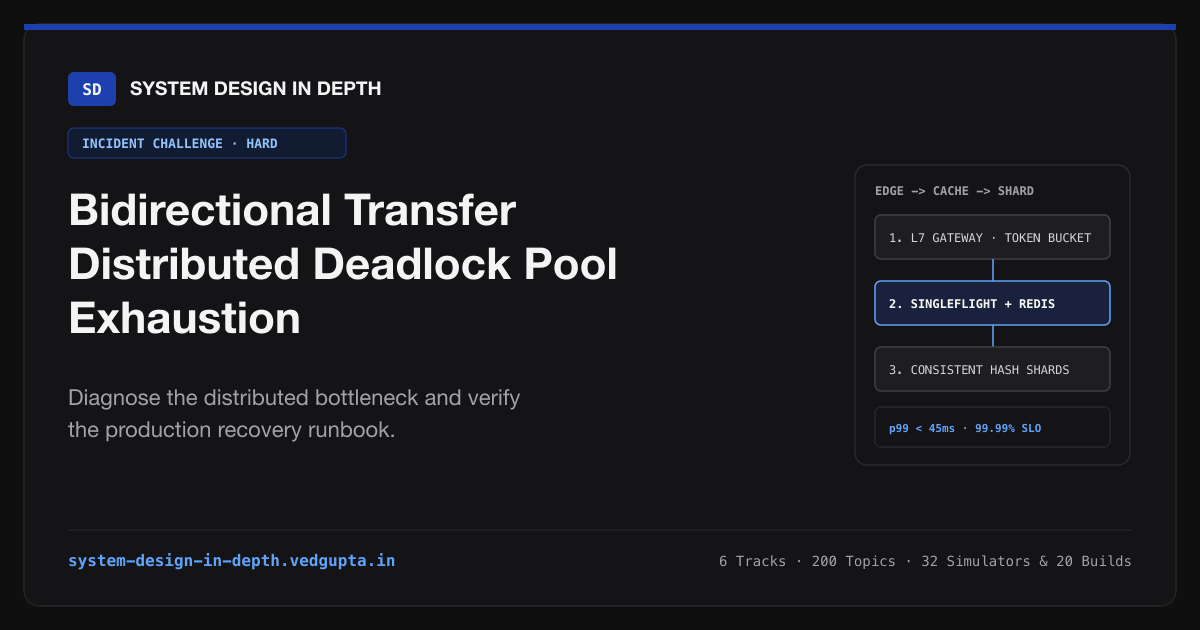 SD
SYSTEM DESIGN IN DEPTH
INCIDENT CHALLENGE · HARD
Bidirectional Transfer
Distributed Deadlock Pool
Exhaustion
Diagnose the distributed bottleneck and verify
the production recovery runbook.
EDGE —> CACHE —> SHARD
1. L7 GATEWAY · TOKEN BUCKET
2. SINGLEFLIGHT + REDIS
3. CONSISTENT HASH SHARDS
p99 < 45ms · 99.99% SLO
system-design-in-depth.vedgupta.in
6 Tracks · 200 Topics · 32 Simulators & 20 Builds